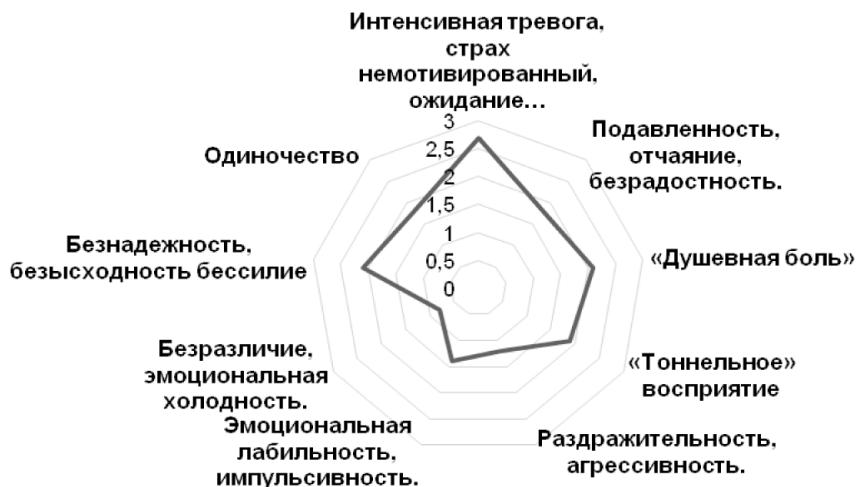 Интенсивная тревога,
страх
немотивированный,
ожидание…
Подавленность,
отчаяние,
безрадостность.
«Душевная боль»
«Тоннельное»
восприятие
Раздражительность,
агрессивность.
Эмоциональная
лабильность,
импульсивность.
Безразличие,
эмоциональная
холодность.
Безнадежность,
безысходность бессилие
Одиночество
3
2,5
2
1,5
1
0,5
0